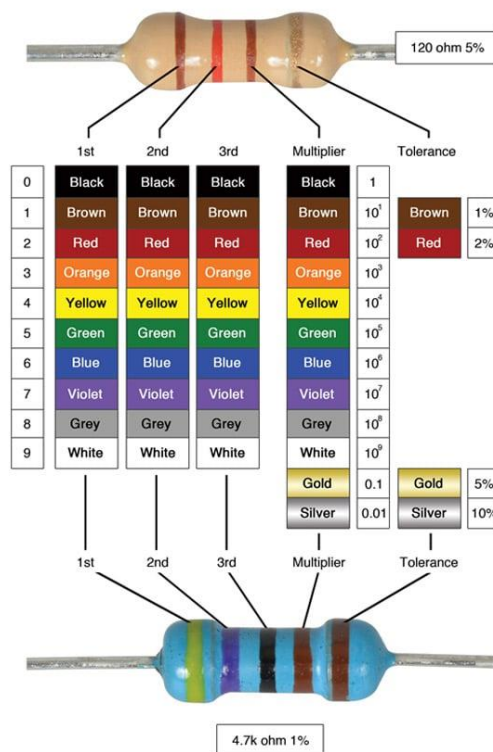 120 ohm 5%
1st 2nd 3rd Multiplier Tolerance
0 Black Black Black Black 1
1 Brown Brown Brown Brown 10¹ Brown 1%
2 Red Red Red Red 10² Red 2%
3 Orange Orange Orange Orange 10³
4 Yellow Yellow Yellow Yellow 10⁴
5 Green Green Green Green 10⁵
6 Blue Blue Blue Blue 10⁶
7 Violet Violet Violet Violet 10⁷
8 Grey Grey Grey Grey 10⁸
9 White White White White 10⁹
Gold 0.1 Gold 5%
Silver 0.01 Silver 10%
1st 2nd 3rd Multiplier Tolerance
4.7k ohm 1%